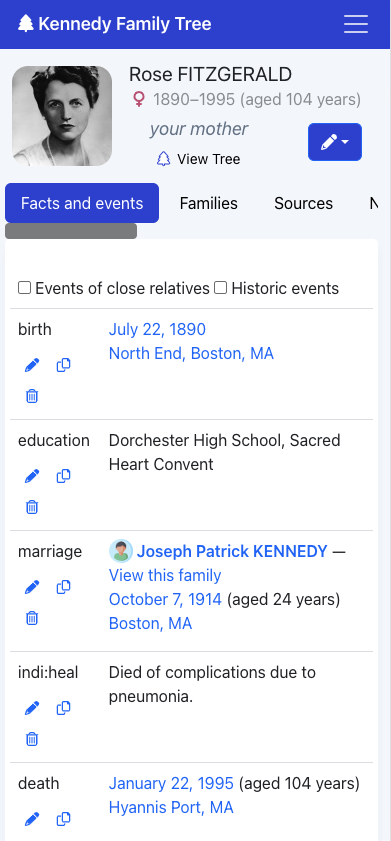 Kennedy Family Tree
Rose FITZGERALD
1890–1995 (aged 104 years)
your mother
View Tree
Facts and events Families Sources N
Events of close relatives Historic events
birth July 22, 1890
North End, Boston, MA
education Dorchester High School, Sacred
Heart Convent
marriage Joseph Patrick KENNEDY —
View this family
October 7, 1914 (aged 24 years)
Boston, MA
indi:heal Died of complications due to
pneumonia.
death January 22, 1995 (aged 104 years)
Hyannis Port, MA